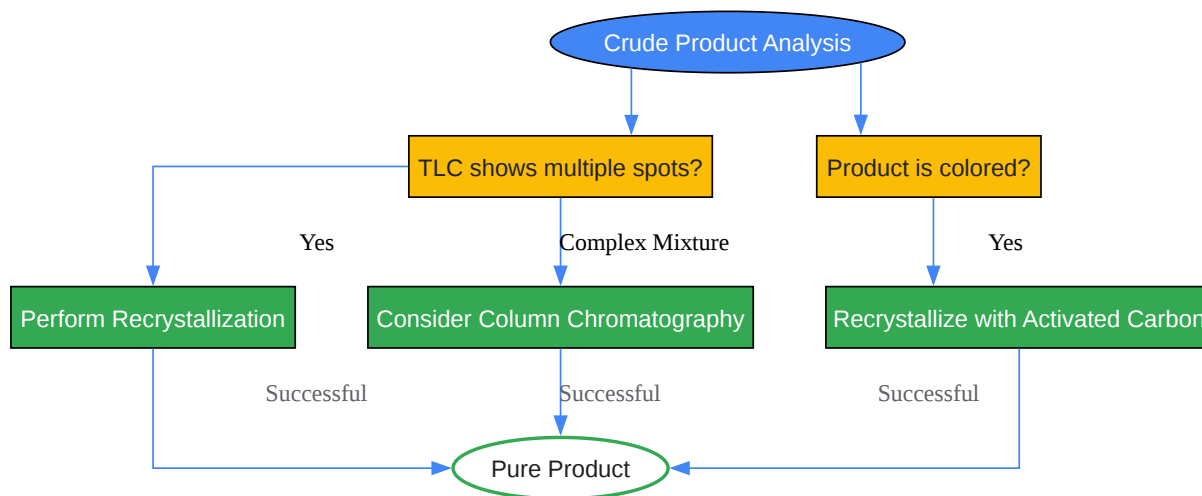 Crude Product Analysis
TLC shows multiple spots?
Product is colored?
Yes
Complex Mixture
Yes
Perform Recrystallization
Consider Column Chromatography
Recrystallize with Activated Carbon
Successful
Successful
Successful
Pure Product